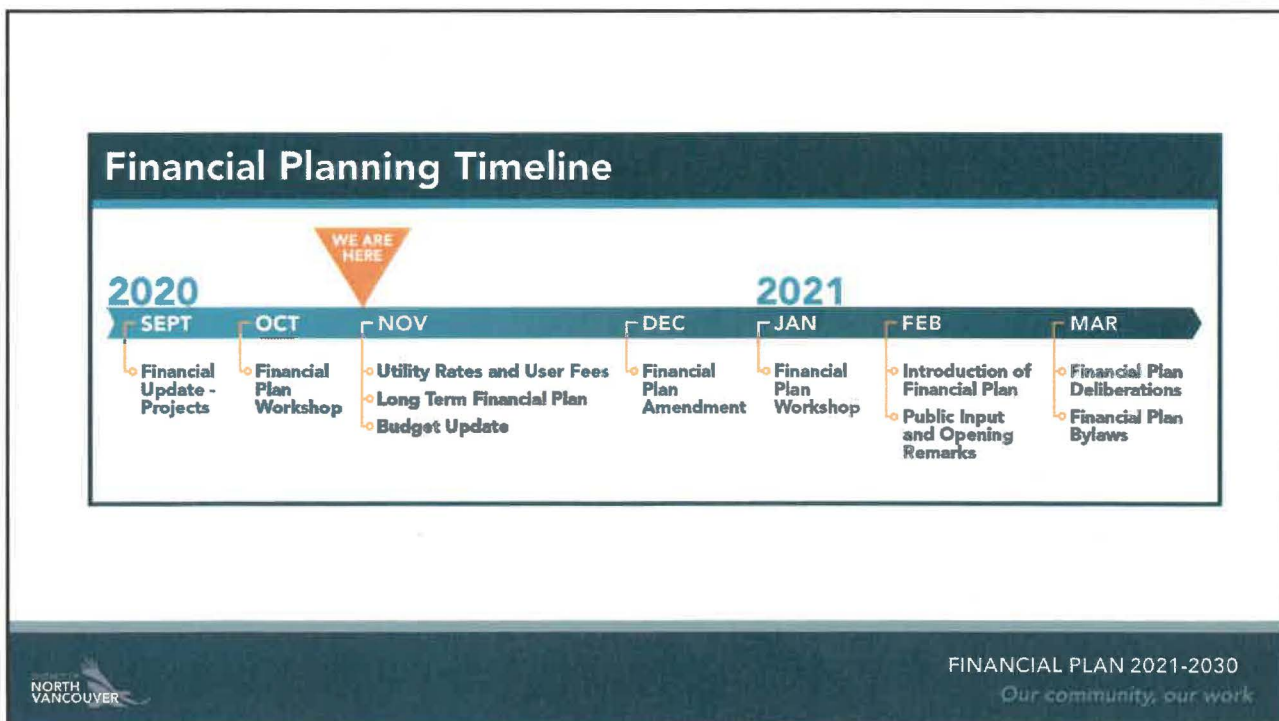 Financial Planning Timeline
WE ARE
HERE
2020
2021
SEPT
OCT
NOV
DEC
JAN
FEB
MAR
Financial
Update -
Projects
Financial
Plan
Workshop
Utility Rates and User Fees
Long Term Financial Plan
Budget Update
Financial
Plan
Amendment
Financial
Plan
Workshop
Introduction of
Financial Plan
Public Input
and Opening
Remarks
Financial Plan
Deliberations
Financial Plan
Bylaws
NORTH
VANCOUVER
FINANCIAL PLAN 2021-2030
Our community, our work